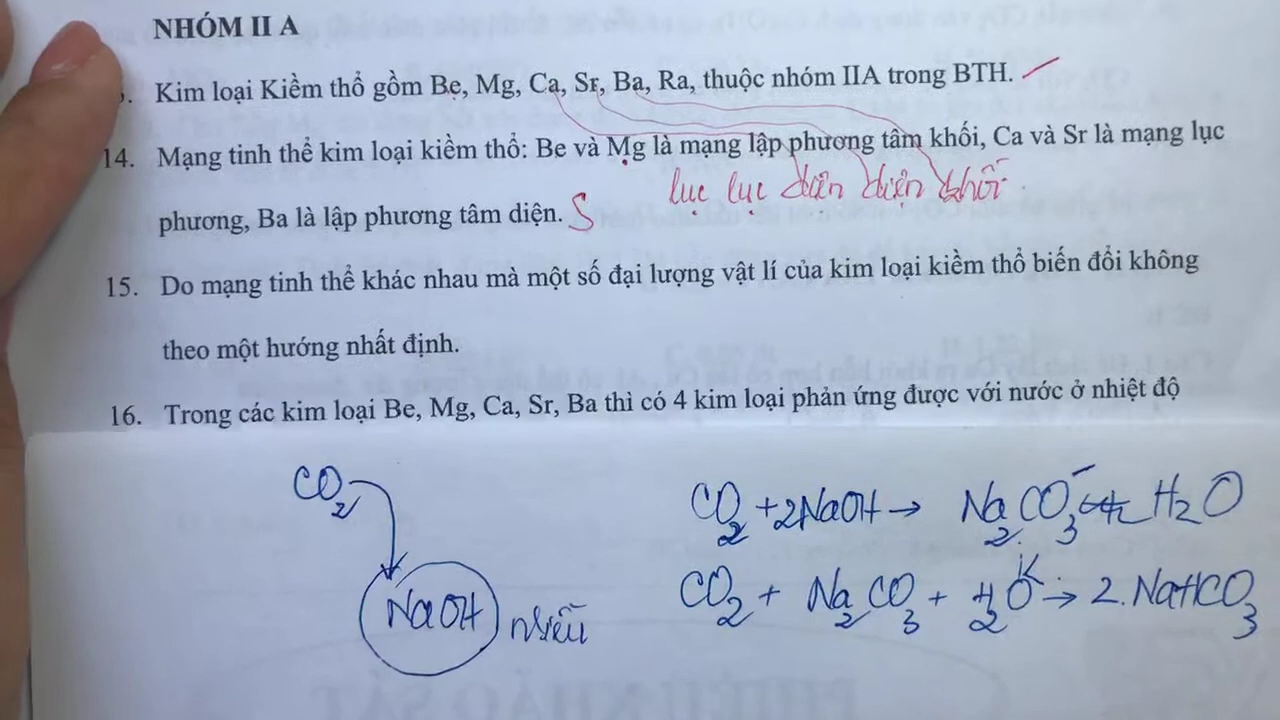 NHÓM II A
Kim loại Kiềm thổ gồm Be, Mg, Ca, Sr, Ba, Ra, thuộc nhóm IIA trong BTH.
14. Mạng tinh thể kim loại kiềm thổ: Be và Mg là mạng lập phương tâm khối, Ca và Sr là mạng lục
lục lục diện diện khối
phương, Ba là lập phương tâm diện. S
15. Do mạng tinh thể khác nhau mà một số đại lượng vật lí của kim loại kiềm thổ biến đổi không
theo một hướng nhất định.
16. Trong các kim loại Be, Mg, Ca, Sr, Ba thì có 4 kim loại phản ứng được với nước ở nhiệt độ
CO2
CO2 + 2NaOH → Na2CO3 + H2O
NaOH nhiều
CO2 + Na2CO3 + H2O → 2.NaHCO3